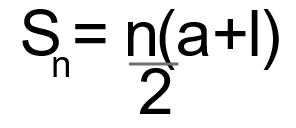 Sₙ = n/2(a+l)